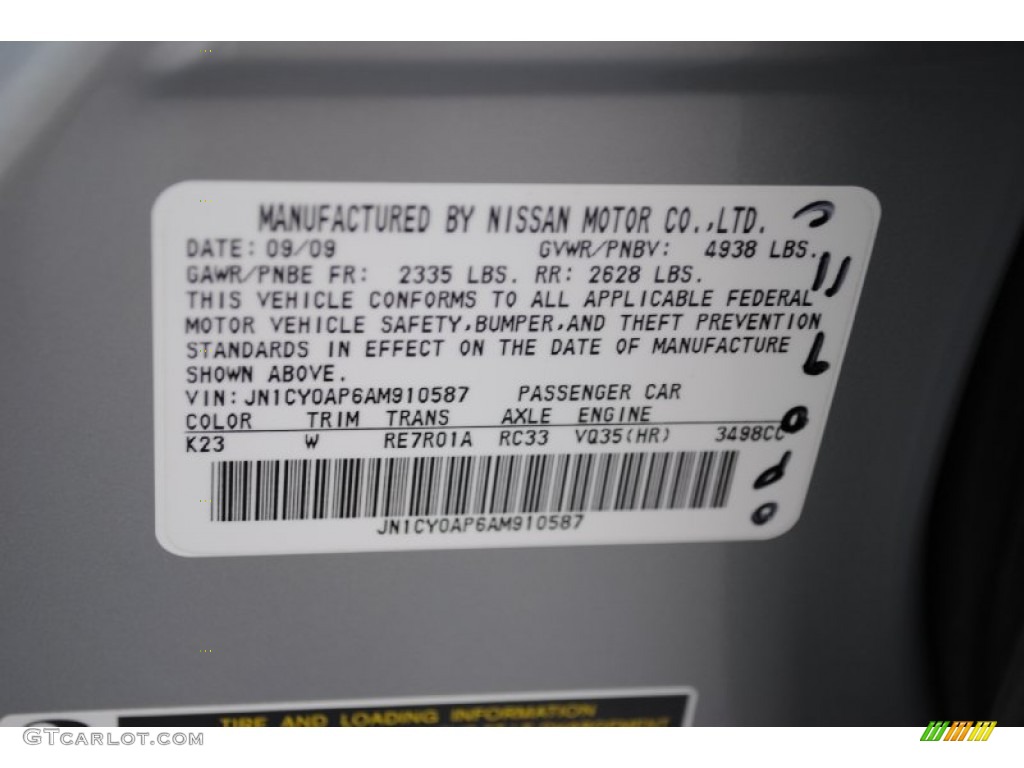 MANUFACTURED BY NISSAN MOTOR CO.,LTD.
DATE: 09/09 GVWR/PNBV: 4938 LBS.
GAWR/PNBE FR: 2335 LBS. RR: 2628 LBS.
THIS VEHICLE CONFORMS TO ALL APPLICABLE FEDERAL
MOTOR VEHICLE SAFETY,BUMPER,AND THEFT PREVENTION
STANDARDS IN EFFECT ON THE DATE OF MANUFACTURE
SHOWN ABOVE.
VIN:JN1CY0AP6AM910587 PASSENGER CAR
COLOR TRIM TRANS AXLE ENGINE
K23 W RE7R01A RC33 VQ35(HR) 3498CC
JN1CY0AP6AM910587
TIRE AND LOADING INFORMATION
GTCARLOT.COM